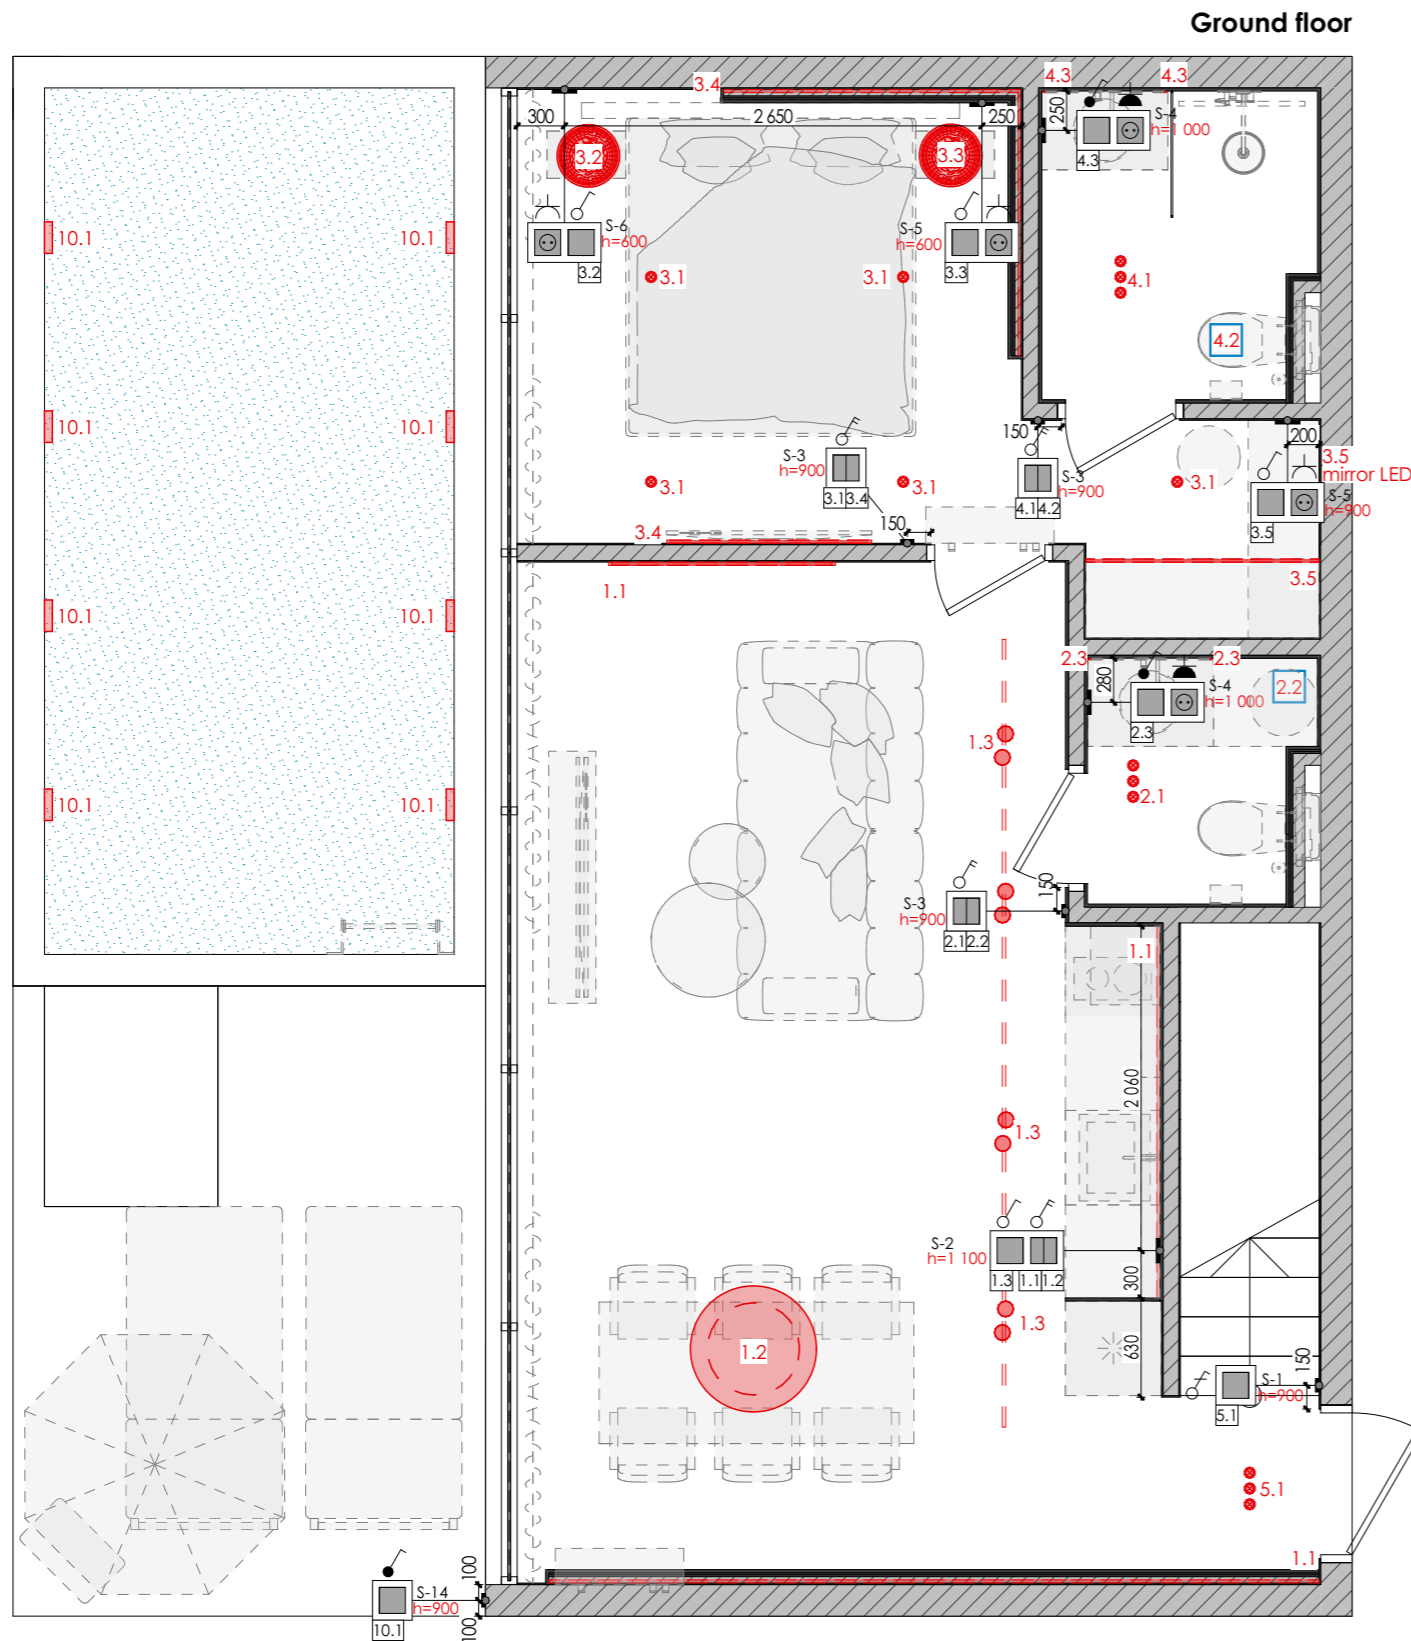 Ground floor
3.4
4.3
4.3
300
2 650
250
250
S-4
h=1 000
4.3
3.2
3.3
S-6
h=600
3.2
S-5
h=600
3.3
10.1
10.1
3.1
3.1
4.1
4.2
10.1
10.1
150
200
S-3
h=900
3.1
3.4
S-3
h=900
4.1
4.2
3.5
mirror LED
S-5
h=900
3.5
3.1
3.1
3.1
150
3.4
1.1
3.5
10.1
10.1
2.3
2.3
280
S-4
h=1 000
2.3
2.2
1.3
2.1
10.1
10.1
150
S-3
h=900
2.1
2.2
1.1
2 060
1.3
S-2
h=1 100
1.3
1.1
1.2
300
1.3
630
1.2
150
S-1
h=900
5.1
5.1
1.1
100
S-14
h=900
10.1
100